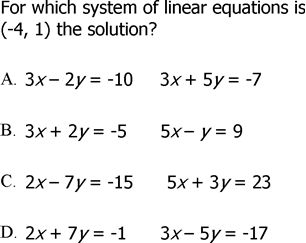 For which system of linear equations is
(-4, 1) the solution?
A. 3x – 2y = -10 3x + 5y = -7
B. 3x + 2y = -5 5x – y = 9
C. 2x – 7y = -15 5x + 3y = 23
D. 2x + 7y = -1 3x – 5y = -17